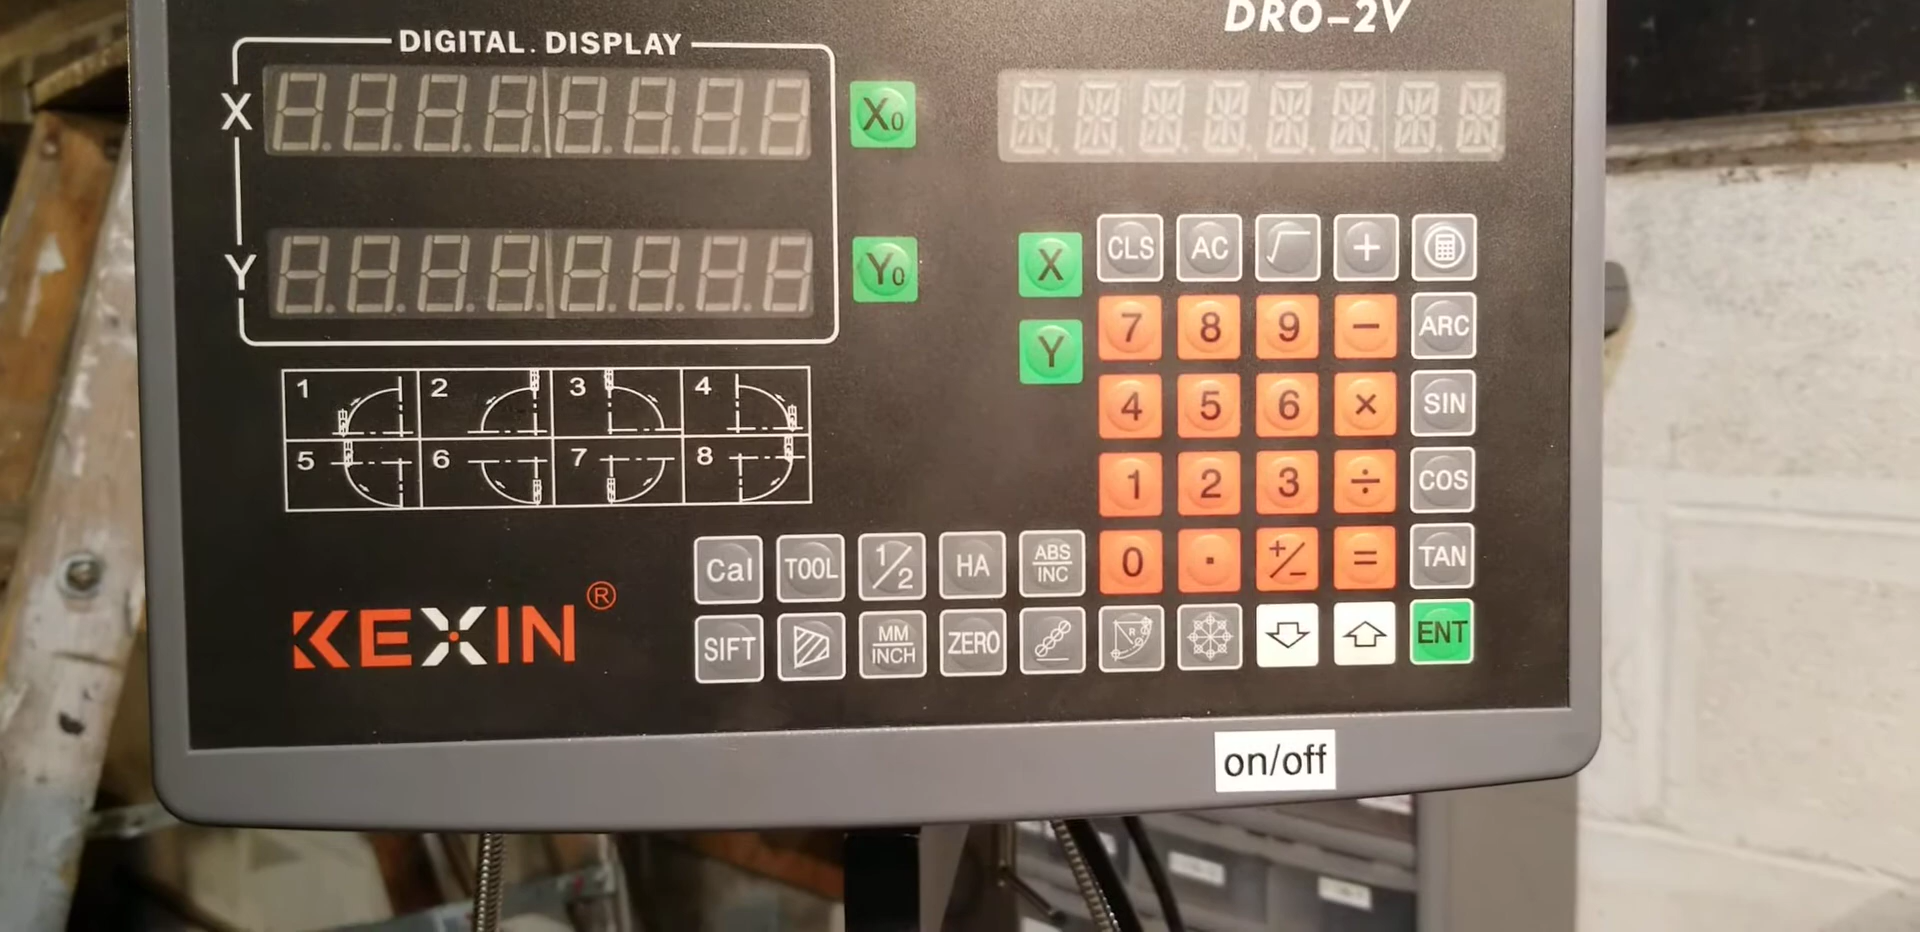 DRO-2V
DIGITAL. DISPLAY
X
X0
Y
Y0
X
Y
CLS AC √ +
7 8 9 − ARC
4 5 6 × SIN
1 2 3 ÷ COS
0 . +/- = TAN
1 2 3 4
5 6 7 8
Cal TOOL 1/2 HA ABS/INC
SIFT MM/INCH ZERO R ENT
KEXIN®
on/off